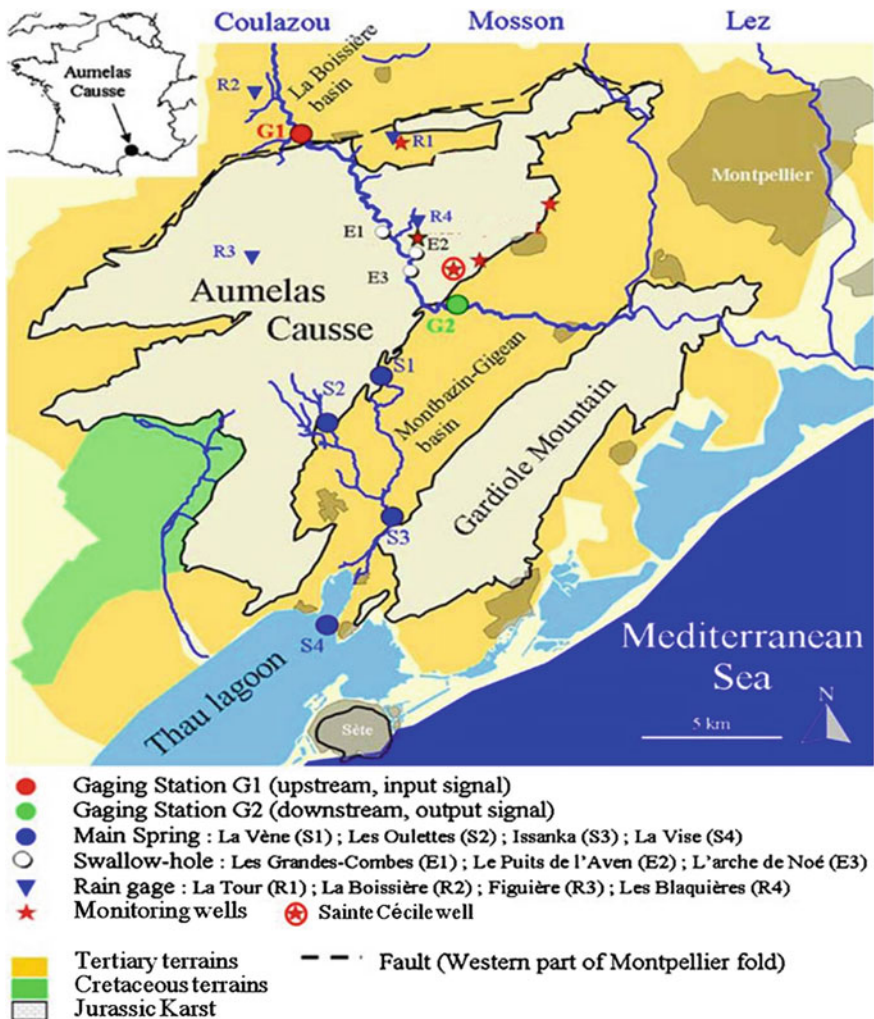 Coulazou
Mosson
Lez
Aumelas
Causse
La Boissière
basin
R2
G1
R1
Montpellier
R4
E1
E2
R3
E3
Aumelas
Causse
G2
S1
Montbazin-Gigean
basin
S2
Gardiole Mountain
S3
Mediterranean
Sea
S4
Thau lagoon
N
5 km
Sète
Gaging Station G1 (upstream, input signal)
Gaging Station G2 (downstream, output signal)
Main Spring : La Vène (S1) ; Les Oulettes (S2) ; Issanka (S3) ; La Vise (S4)
Swallow-hole : Les Grandes-Combes (E1) ; Le Puits de l'Aven (E2) ; L'arche de Noé (E3)
Rain gage : La Tour (R1) ; La Boissière (R2) ; Figuière (R3) ; Les Blaquières (R4)
Monitoring wells Sainte Cécile well
Tertiary terrains Fault (Western part of Montpellier fold)
Cretaceous terrains
Jurassic Karst